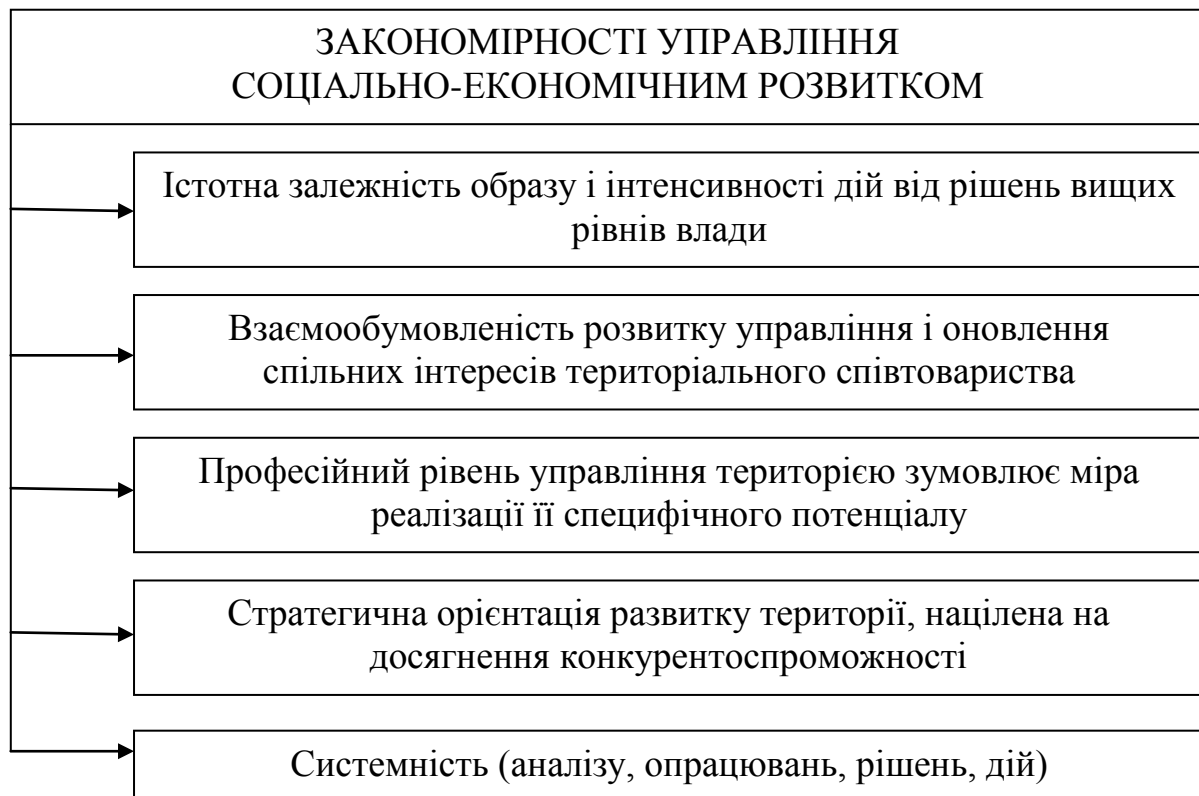 ЗАКОНОМІРНОСТІ УПРАВЛІННЯ
СОЦІАЛЬНО-ЕКОНОМІЧНИМ РОЗВИТКОМ
Істотна залежність образу і інтенсивності дій від рішень вищих
рівнів влади
Взаємообумовленість розвитку управління і оновлення
спільних інтересів територіального співтовариства
Професійний рівень управління територією зумовлює міра
реалізації її специфічного потенціалу
Стратегична орієнтація развитку території, націлена на
досягнення конкурентоспроможності
Системність (аналізу, опрацювань, рішень, дій)